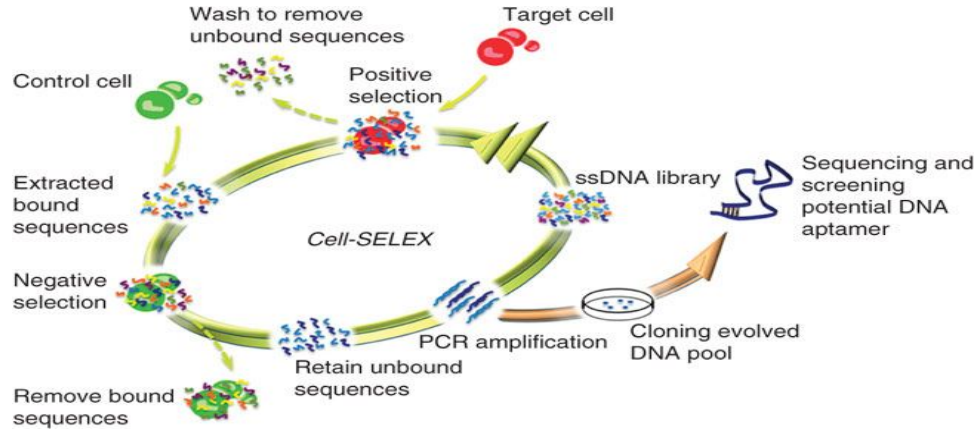 Wash to remove
unbound sequences
Target cell
Control cell
Positive
selection
Extracted
bound
sequences
ssDNA library
Sequencing and
screening
potential DNA
aptamer
Cell-SELEX
Negative
selection
PCR amplification
Cloning evolved
DNA pool
Retain unbound
sequences
Remove bound
sequences